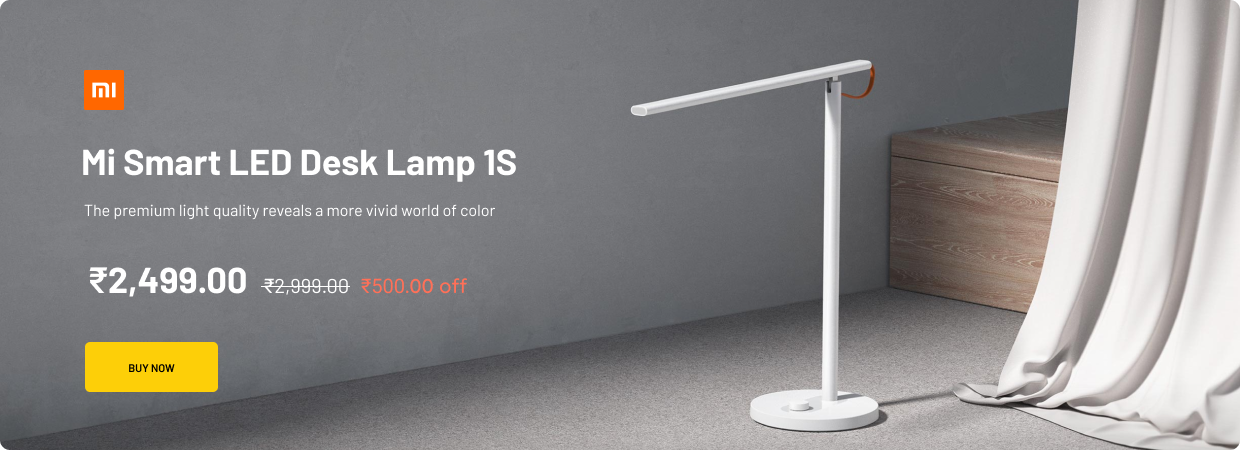 mi
Mi Smart LED Desk Lamp 1S
The premium light quality reveals a more vivid world of color
₹2,499.00 ₹2,999.00 ₹500.00 off
BUY NOW